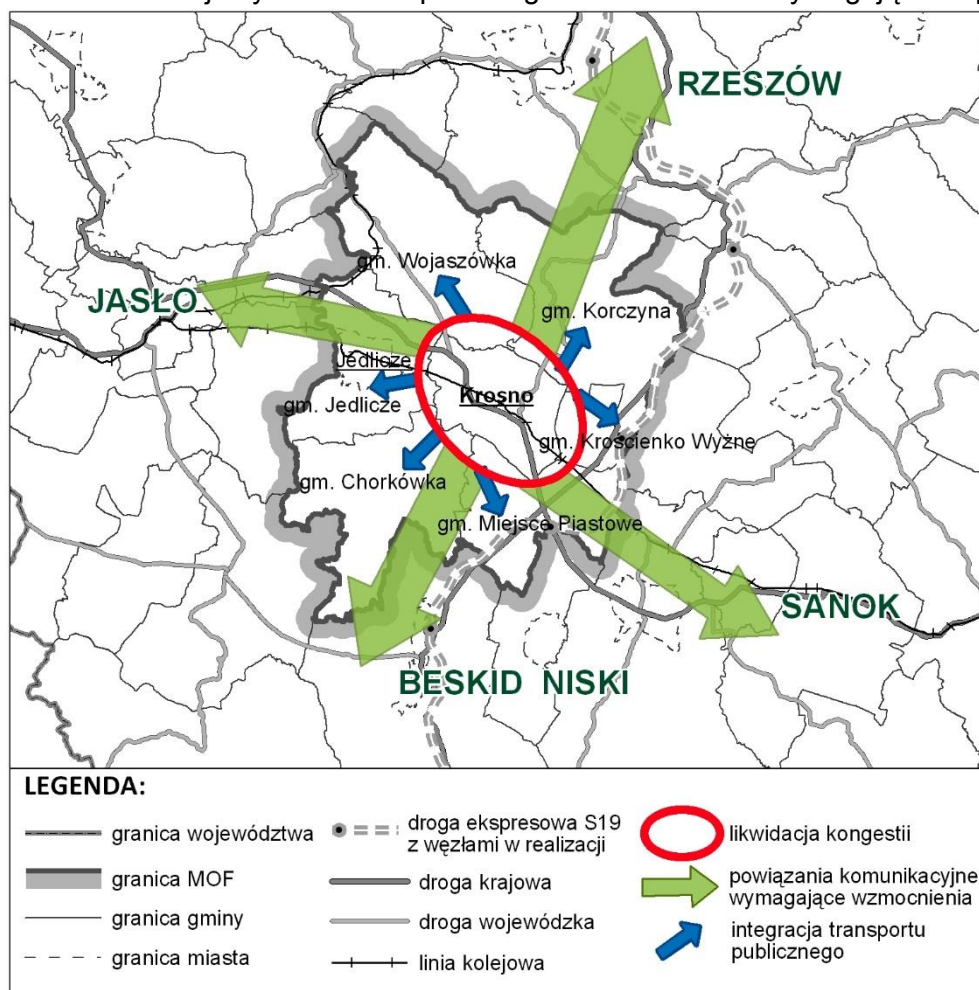 RZESZÓW
gm. Wojaszówka
JASŁO
gm. Korczyna
Jedlicze
Krosno
gm. Jedlicze
gm. Krościenko Wyżne
gm. Chorkówka
gm. Miejsce Piastowe
SANOK
BESKID NISKI
LEGENDA:
granica województwa
granica MOF
granica gminy
granica miasta
droga ekspresowa S19
z węzłami w realizacji
droga krajowa
droga wojewódzka
linia kolejowa
likwidacja kongestii
powiązania komunikacyjne
wymagające wzmocnienia
integracja transportu
publicznego